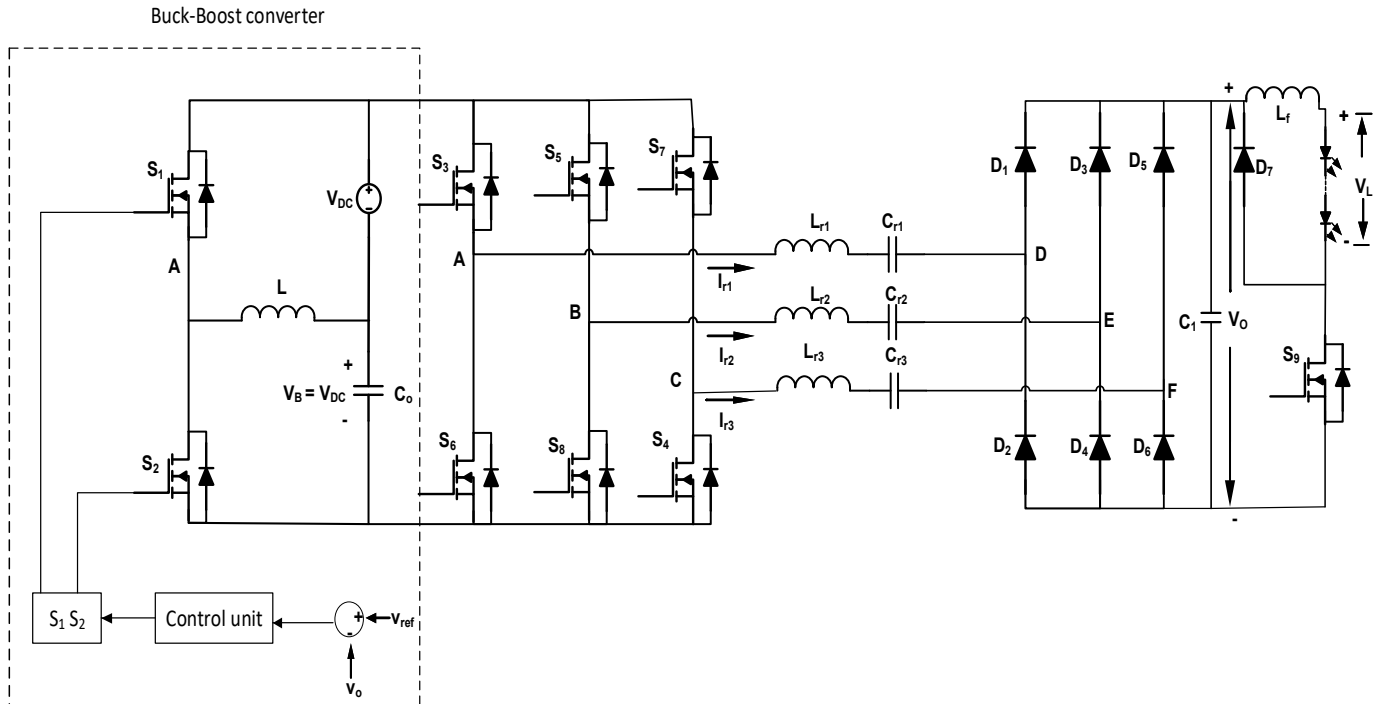 Buck-Boost converter
S1
S3
S5
S7
VDC
+
-
A
A
L
B
C
VB = VDC
+
-
Co
S2
S6
S8
S4
Lr1
Cr1
Ir1
Lr2
Cr2
Ir2
Lr3
Cr3
Ir3
D
E
F
D1
D3
D5
D7
D2
D4
D6
C1
+
VO
-
Lf
+
VL
-
S9
S1 S2
Control unit
+
-
vref
vo